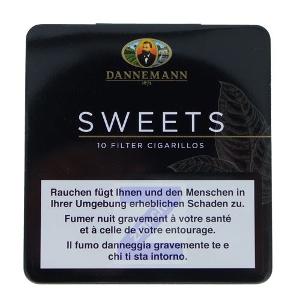 DANNEMANN
1873
SWEETS
10 FILTER CIGARILLOS
Rauchen fügt Ihnen und den Menschen in
Ihrer Umgebung erheblichen Schaden zu.
Fumer nuit gravement à votre santé
et à celle de votre entourage.
Il fumo danneggia gravemente te e
chi ti sta intorno.